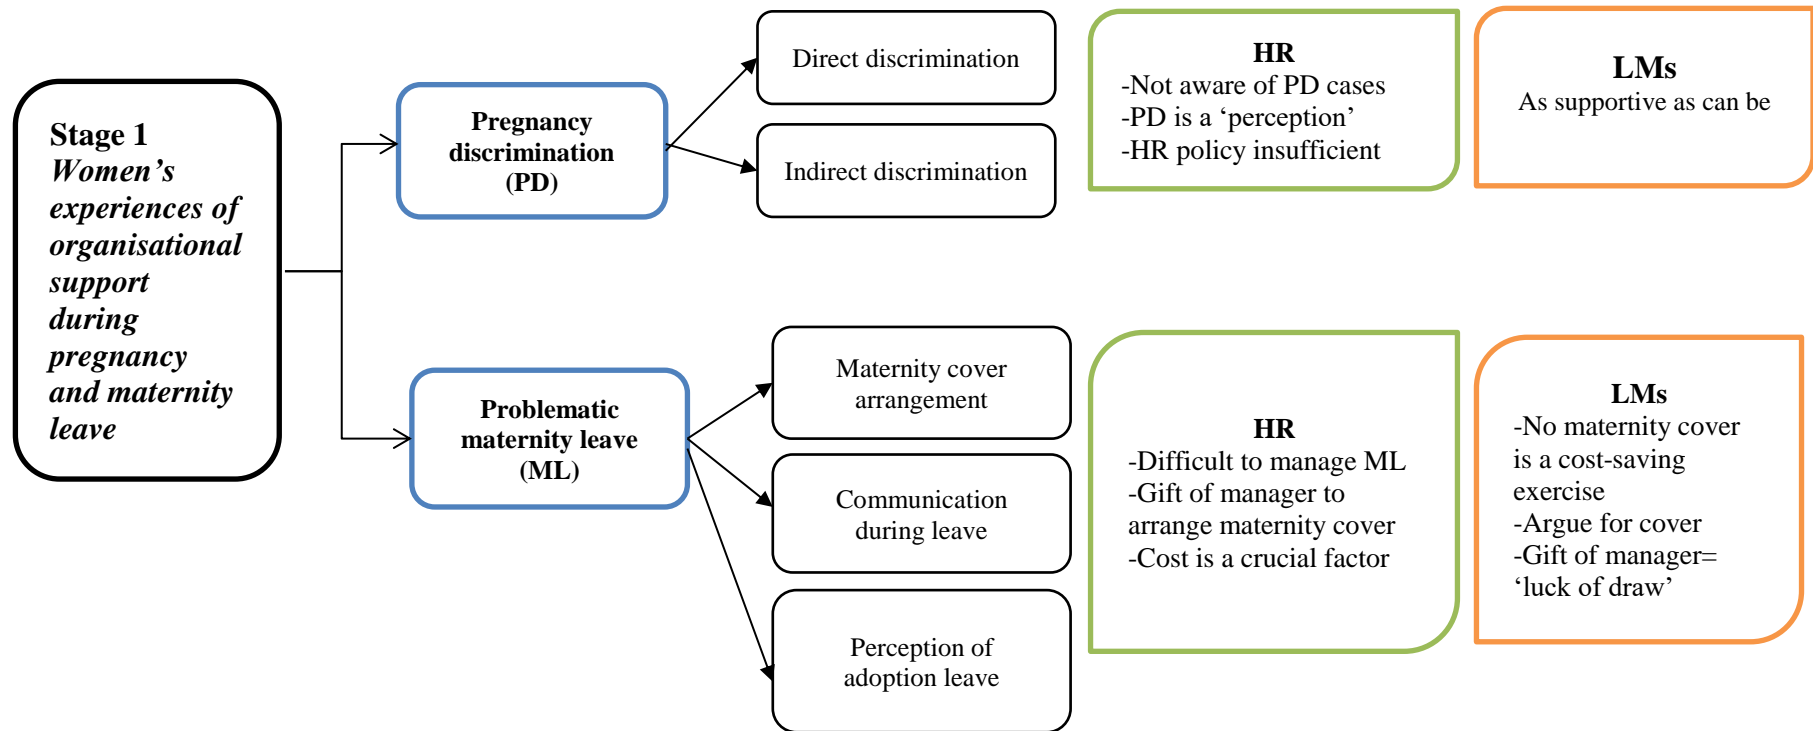 Stage 1
Women’s
experiences of
organisational
support
during
pregnancy
and maternity
leave
Pregnancy
discrimination
(PD)
Direct discrimination
Indirect discrimination
HR
-Not aware of PD cases
-PD is a ‘perception’
-HR policy insufficient
LMs
As supportive as can be
Problematic
maternity leave
(ML)
Maternity cover
arrangement
Communication
during leave
Perception of
adoption leave
HR
-Difficult to manage ML
-Gift of manager to
arrange maternity cover
-Cost is a crucial factor
LMs
-No maternity cover
is a cost-saving
exercise
-Argue for cover
-Gift of manager=
‘luck of draw’